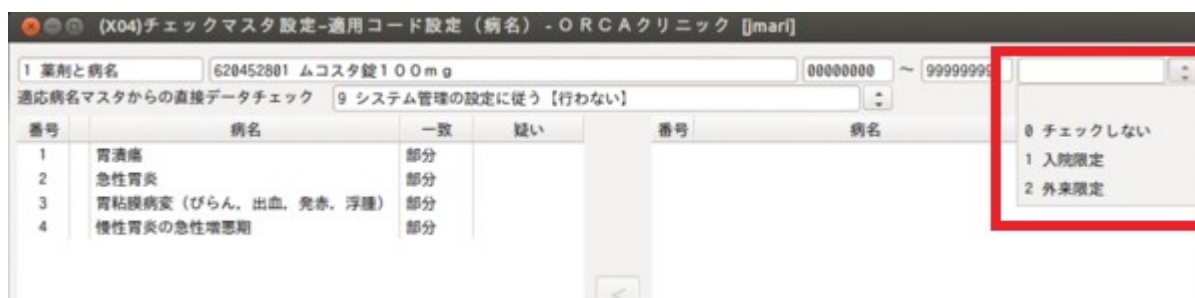 (X04)チェックマスタ設定–適用コード設定（病名）-ＯＲＣＡクリニック [jmari]
1 薬剤と病名 620452801 ムコスタ錠１００ｍｇ 00000000 ~ 99999999
適応病名マスタからの直接データチェック 9 システム管理の設定に従う【行わない】
番号 病名 一致 疑い 番号 病名
0 チェックしない
1 胃潰瘍 部分
1 入院限定
2 急性胃炎 部分
2 外来限定
3 胃粘膜病変（びらん，出血，発赤，浮腫） 部分
4 慢性胃炎の急性増悪期 部分
<